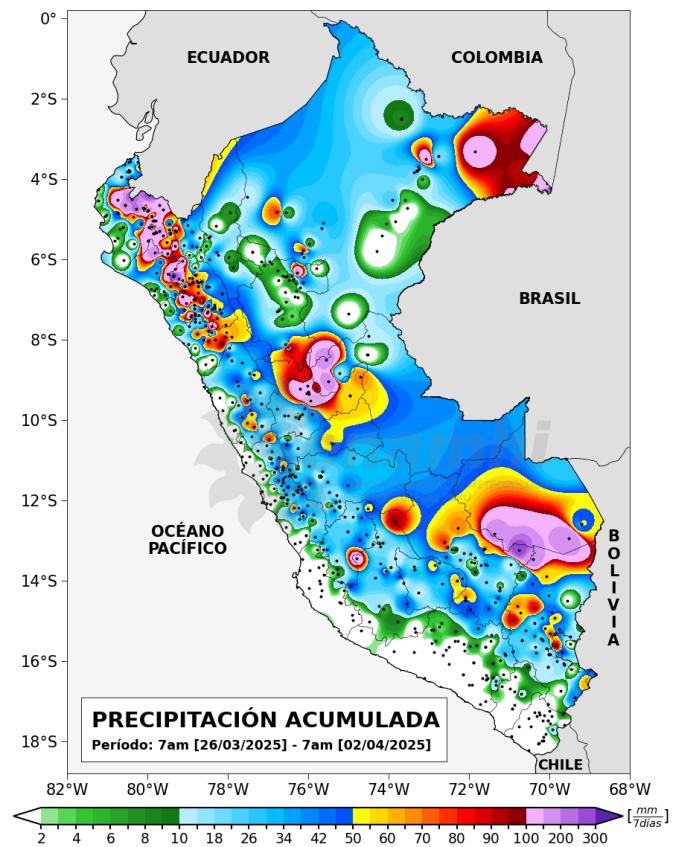 0°
ECUADOR
COLOMBIA
2°S
4°S
6°S
BRASIL
8°S
10°S
senamhi
12°S
OCÉANO
PACÍFICO
B
O
L
I
V
I
A
14°S
16°S
PRECIPITACIÓN ACUMULADA
Período: 7am [26/03/2025] - 7am [02/04/2025]
18°S
CHILE
82°W 80°W 78°W 76°W 74°W 72°W 70°W 68°W
2 4 6 8 10 18 26 34 42 50 60 70 80 90 100 200 300
[mm/7días]